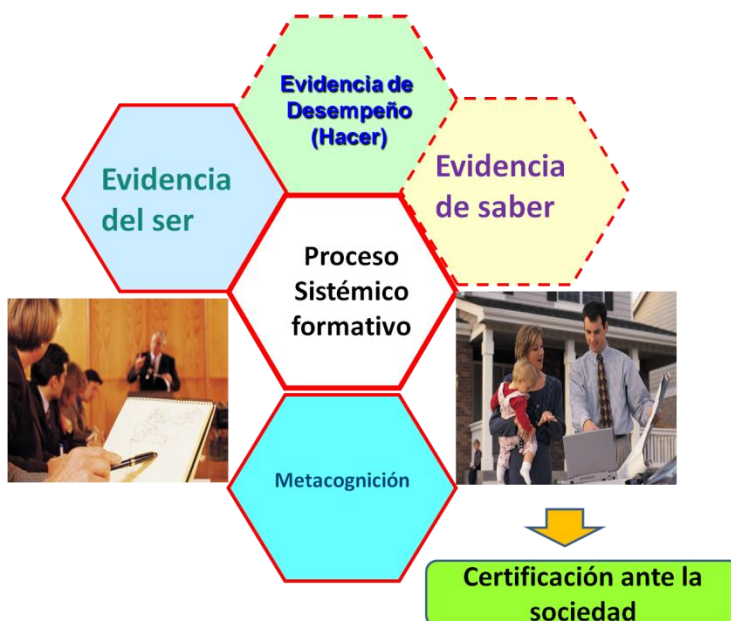 Evidencia de
Desempeño
(Hacer)
Evidencia
del ser
Evidencia
de saber
Proceso
Sistémico
formativo
Metacognición
Certificación ante la
sociedad